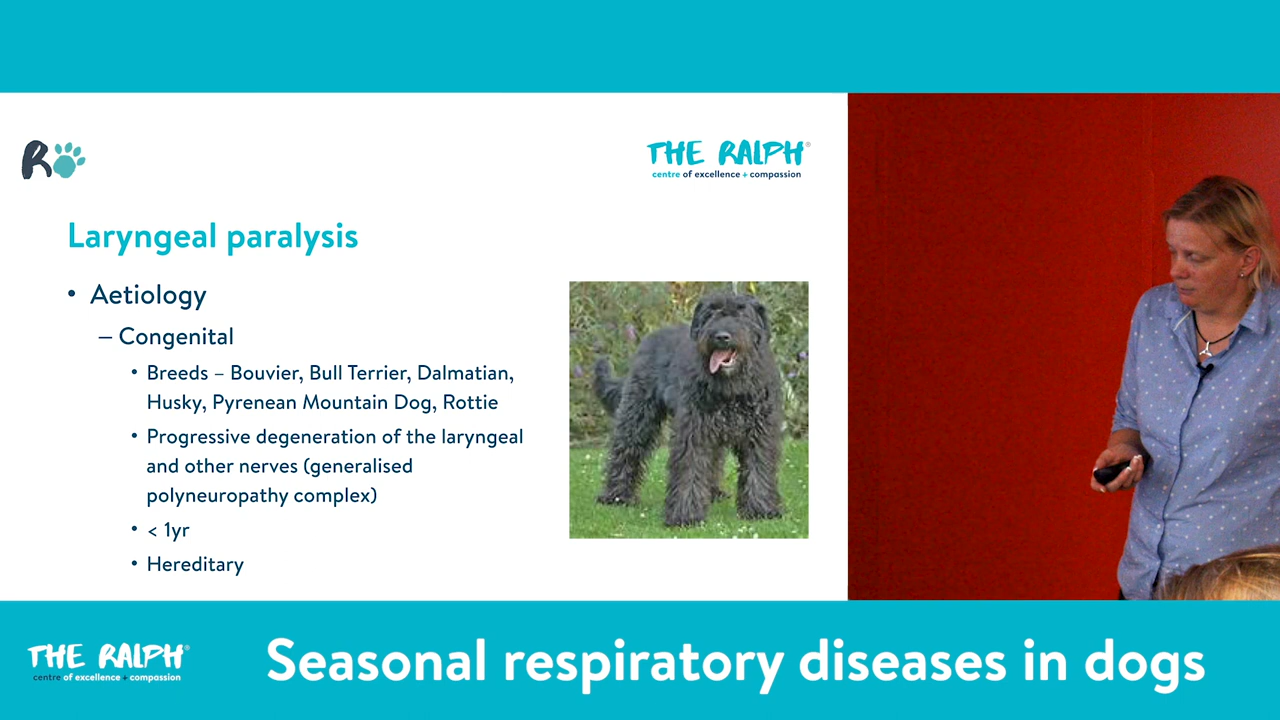 R
THE RALPH®
centre of excellence + compassion
Laryngeal paralysis
• Aetiology
– Congenital
• Breeds – Bouvier, Bull Terrier, Dalmatian,
Husky, Pyrenean Mountain Dog, Rottie
• Progressive degeneration of the laryngeal
and other nerves (generalised
polyneuropathy complex)
• < 1yr
• Hereditary
THE RALPH®
centre of excellence + compassion
Seasonal respiratory diseases in dogs